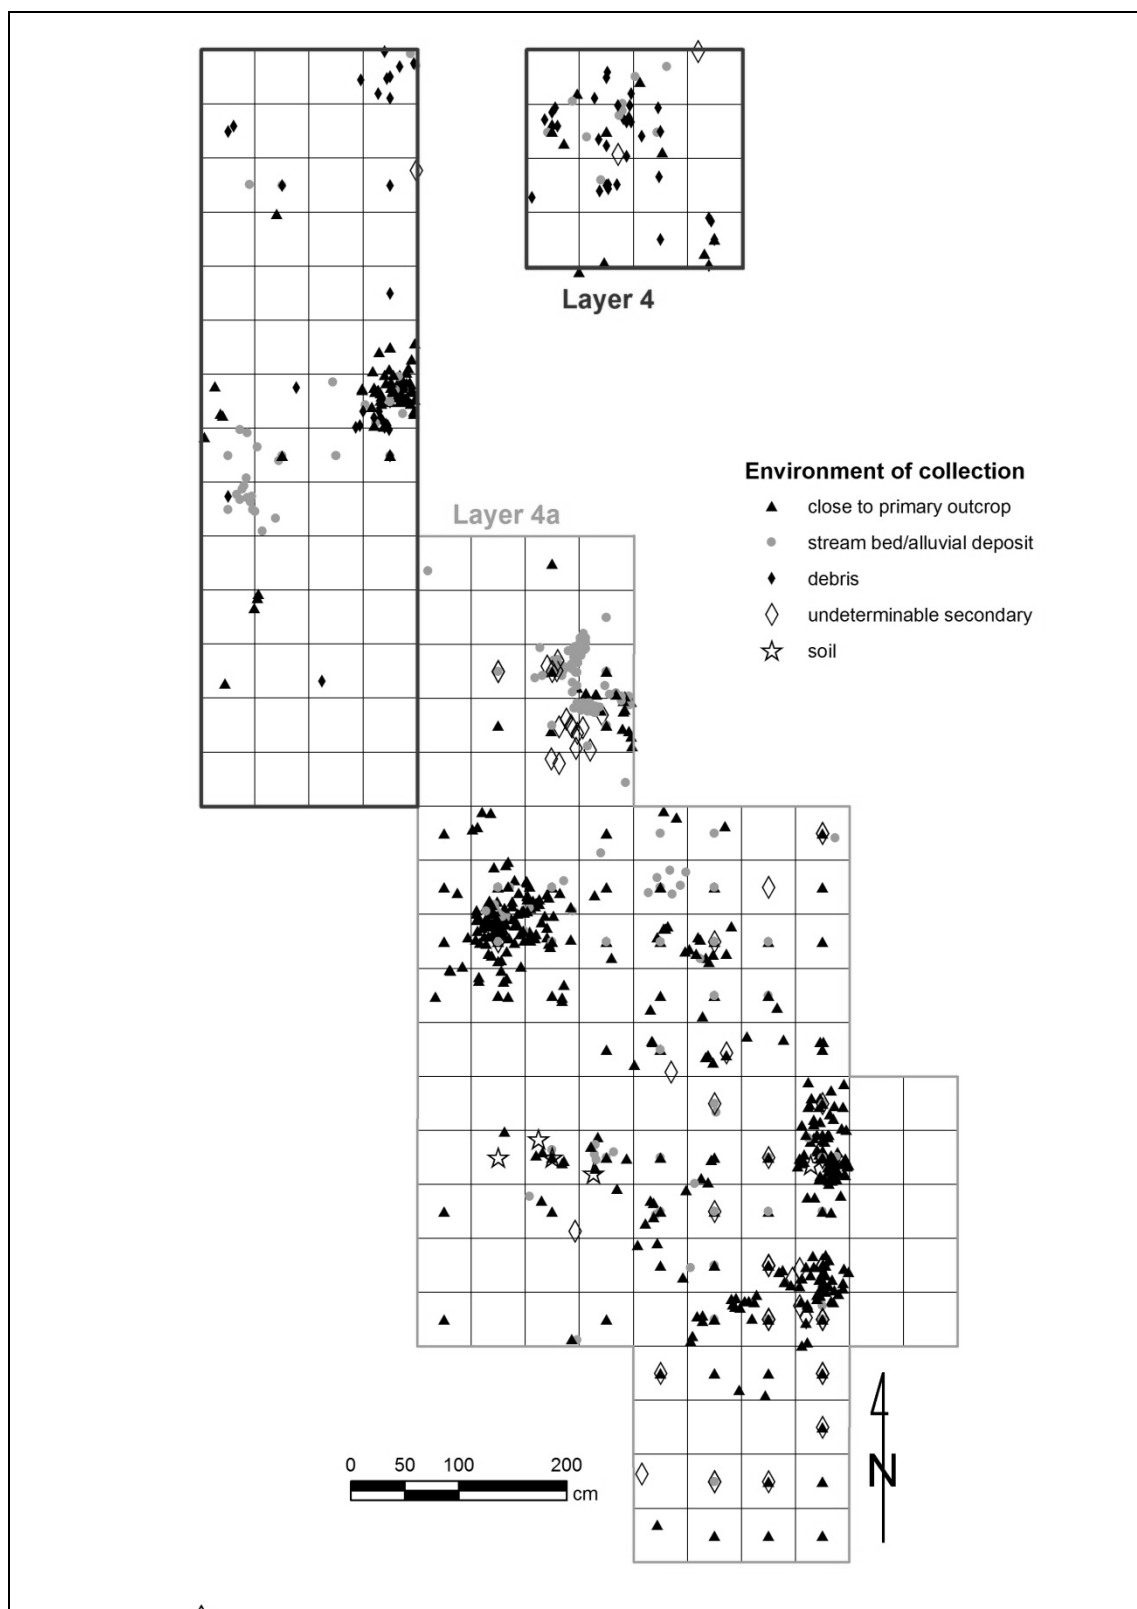 Layer 4
Environment of collection
close to primary outcrop
Layer 4a
stream bed/alluvial deposit
debris
undeterminable secondary
soil
0 50 100 200
cm
N